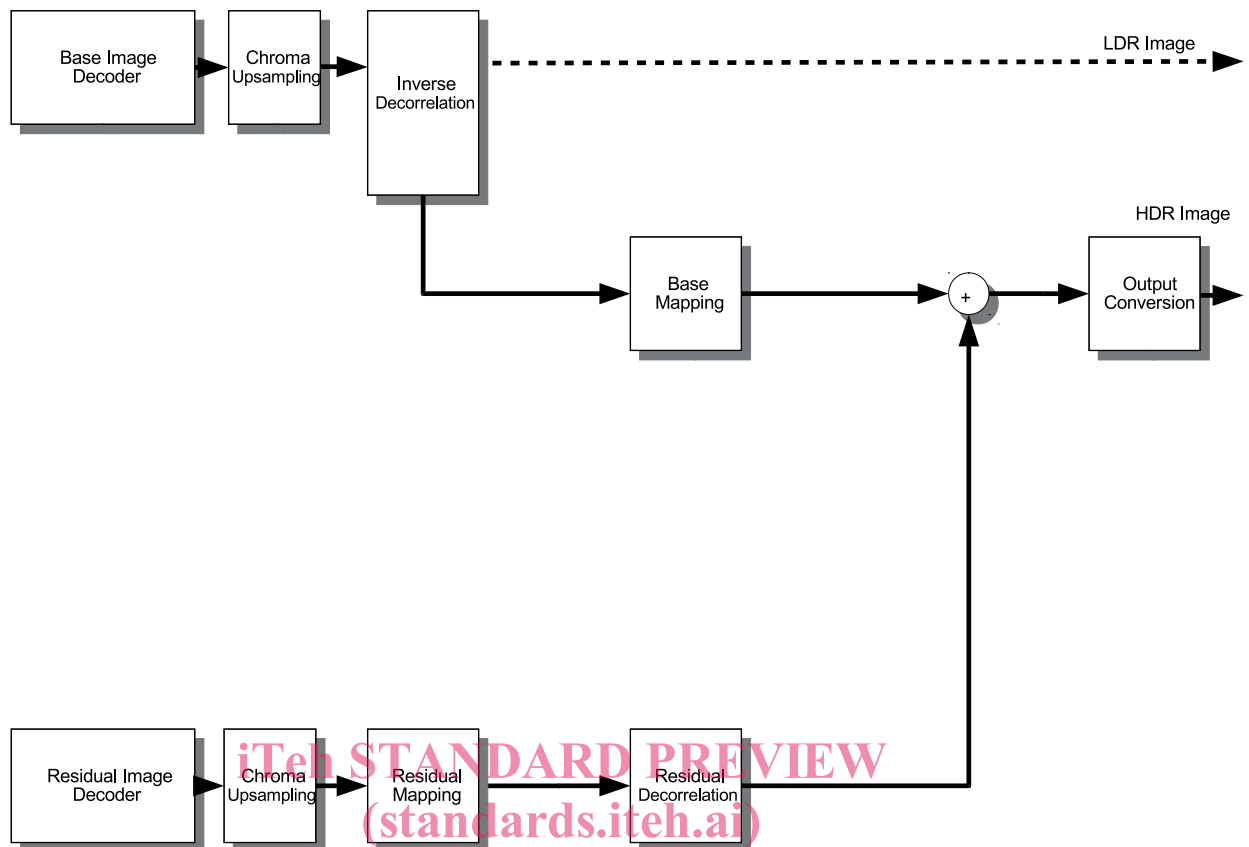 Base Image
Decoder
Chroma
Upsampling
Inverse
Decorrelation
LDR Image
HDR Image
Base
Mapping
+
Output
Conversion
Residual Image
Decoder
Chroma
Upsampling
Residual
Mapping
Residual
Decorrelation
iTeh STANDARD PREVIEW
(standards.iteh.ai)